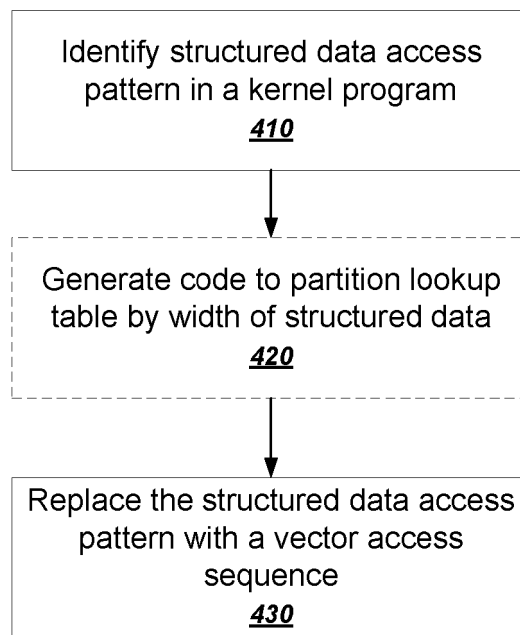 Identify structured data access
pattern in a kernel program
410
Generate code to partition lookup
table by width of structured data
420
Replace the structured data access
pattern with a vector access
sequence
430